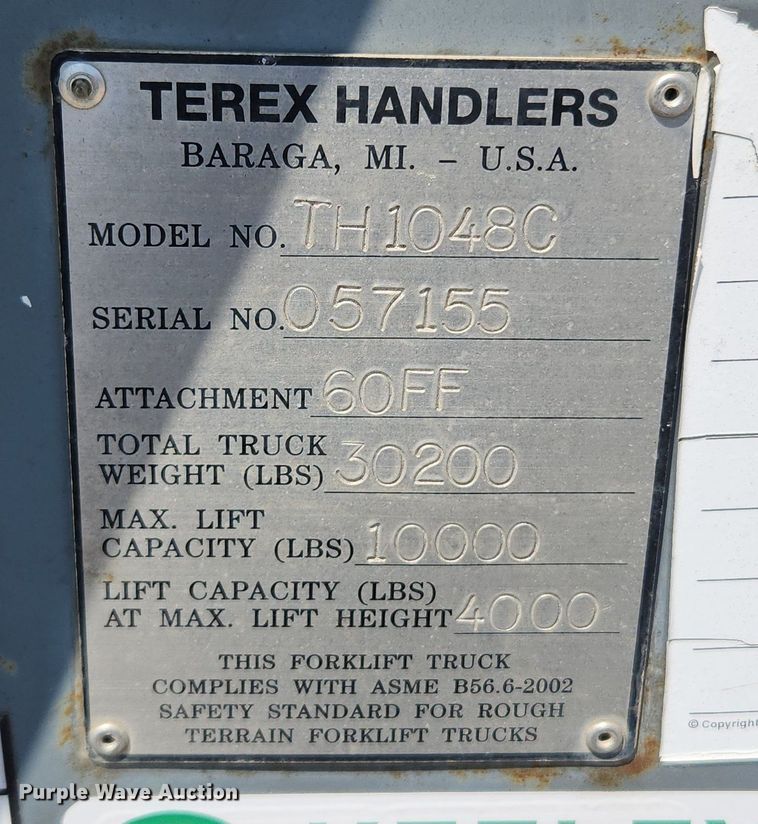 TEREX HANDLERS
BARAGA, MI. - U.S.A.
MODEL NO. TH1048C
SERIAL NO. 057155
ATTACHMENT 60FF
TOTAL TRUCK
WEIGHT (LBS) 30200
MAX. LIFT
CAPACITY (LBS) 10000
LIFT CAPACITY (LBS)
AT MAX. LIFT HEIGHT 4000
THIS FORKLIFT TRUCK
COMPLIES WITH ASME B56.6-2002
SAFETY STANDARD FOR ROUGH
TERRAIN FORKLIFT TRUCKS
© Copyright
Purple Wave Auction